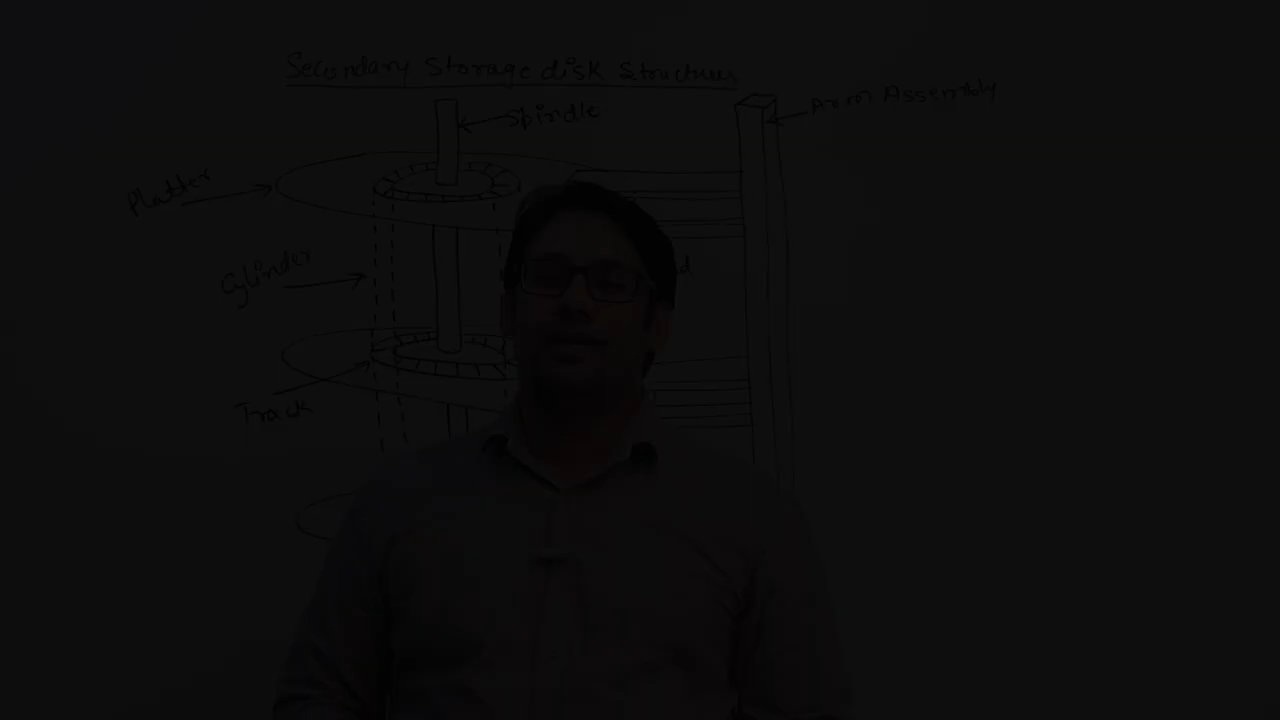 Secondary Storage disk Structure
Spindle
Arm Assembly
Platter
Cylinder
Track